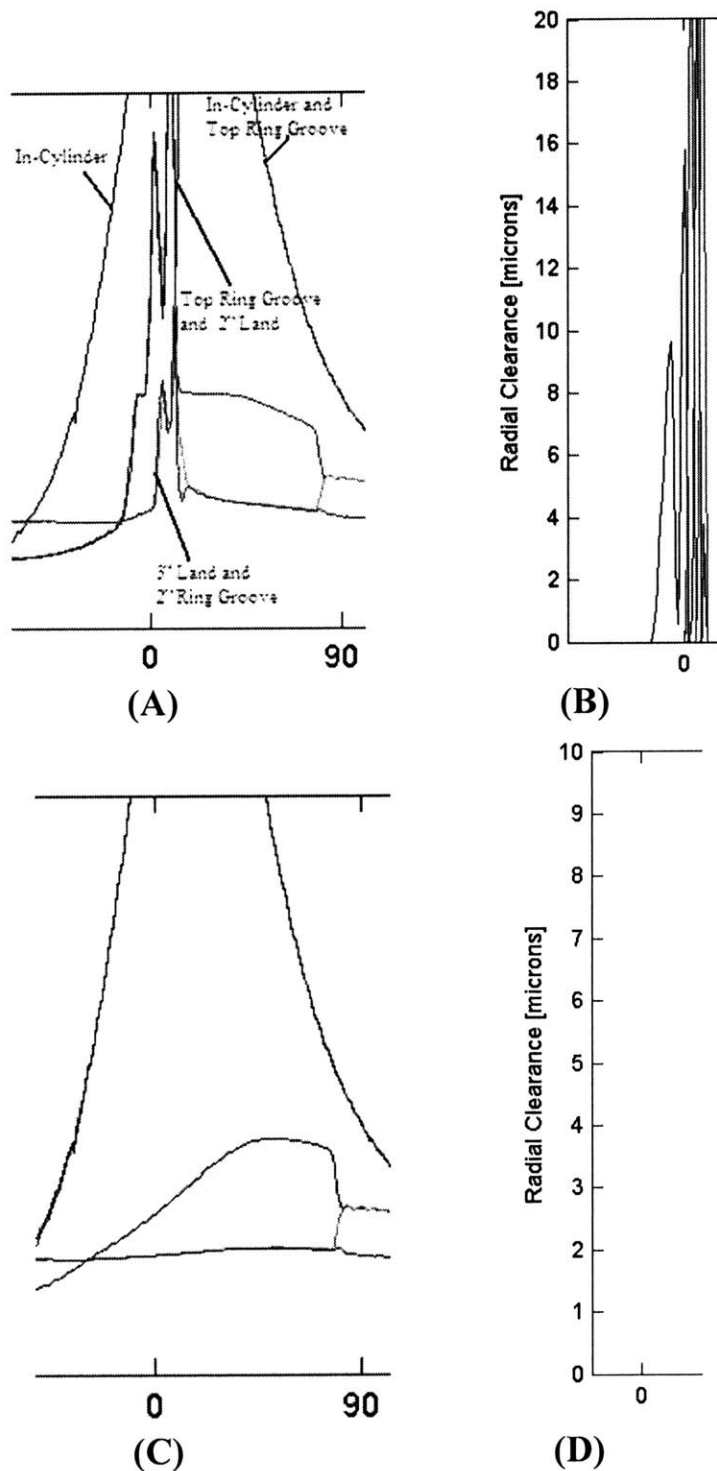 In-Cylinder and
Top Ring Groove
In-Cylinder
Top Ring Groove
and 2ⁿᵈ Land
3ʳᵈ Land and
2ⁿᵈ Ring Groove
0
90
(A)
20
18
16
14
12
10
8
6
4
2
0
Radial Clearance [microns]
0
(B)
0
90
(C)
10
9
8
7
6
5
4
3
2
1
0
Radial Clearance [microns]
0
(D)